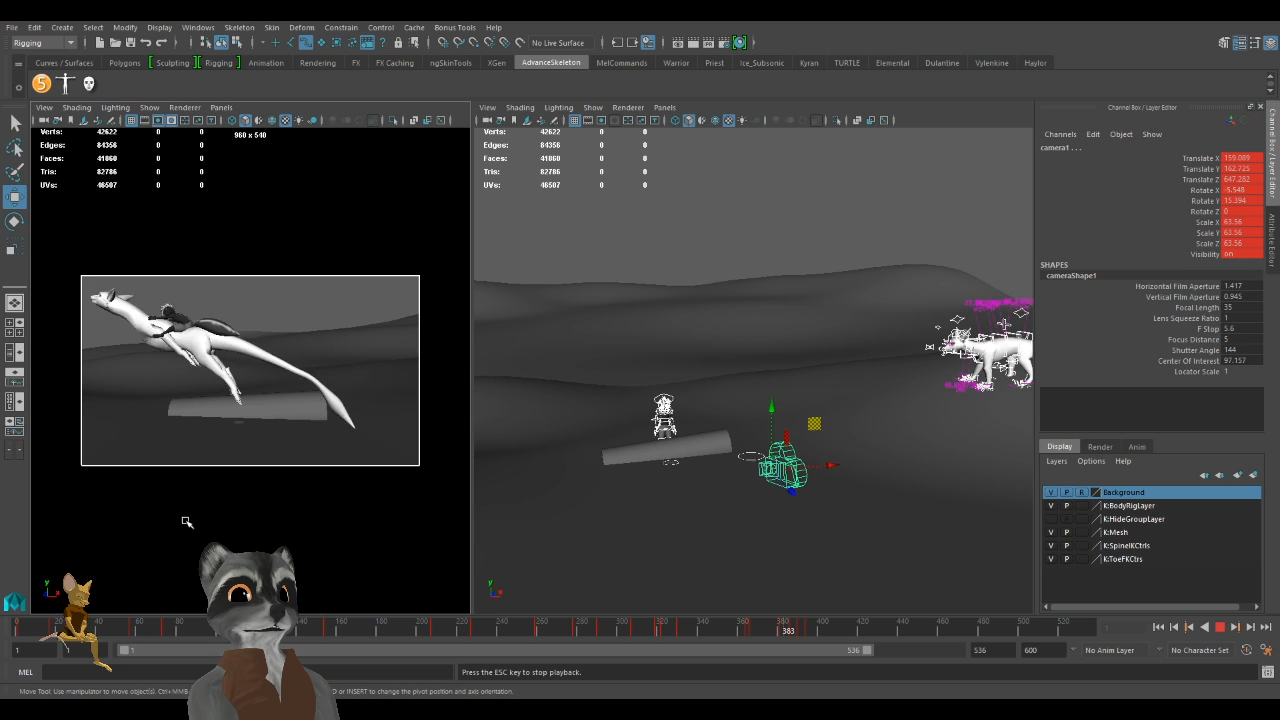 File Edit Create Select Modify Display Windows Skeleton Skin Deform Constrain Control Cache Bonus Tools Help
Rigging No Live Surface
Curves / Surfaces Polygons Sculpting Rigging Animation Rendering FX FX Caching ngSkinTools XGen AdvanceSkeleton MelCommands Warrior Priest Ice_Subsonic Kyran TURTLE Elemental Dulantine Vylenkine Haylor
5
View Shading Lighting Show Renderer Panels
Verts: 42622 0 0
Edges: 84356 0 0
Faces: 41860 0 0
Tris: 82786 0 0
UVs: 46507 0 0
960 x 540
y
x
View Shading Lighting Show Renderer Panels
Verts: 42622 0 0
Edges: 84356 0 0
Faces: 41860 0 0
Tris: 82786 0 0
UVs: 46507 0 0
y
x
Channel Box / Layer Editor
Channels Edit Object Show
camera1 . . .
Translate X 159.089
Translate Y 162.725
Translate Z 647.282
Rotate X -5.548
Rotate Y 15.394
Rotate Z 0
Scale X 63.56
Scale Y 63.56
Scale Z 63.56
Visibility on
SHAPES
cameraShape1
Horizontal Film Aperture 1.417
Vertical Film Aperture 0.945
Focal Length 35
Lens Squeeze Ratio 1
F Stop 5.6
Focus Distance 5
Shutter Angle 144
Center Of Interest 97.157
Locator Scale 1
Display Render Anim
Layers Options Help
V P R Background
V P K:BodyRigLayer
K:HideGroupLayer
V P K:Mesh
V P K:SpineIKCtrls
V P K:ToeFKCtrs
Channel Box / Layer Editor
Attribute Editor
0 20 60 80 160 180 200 220 240 260 280 300 320 340 360 383 400 420 440 460 480 500 520
1 1 1 536 536 600 No Anim Layer No Character Set
MEL Press the ESC key to stop playback.
Move Tool: Use manipulator to move object(s). Ctrl+MMB D or INSERT to change the pivot position and axis orientation.